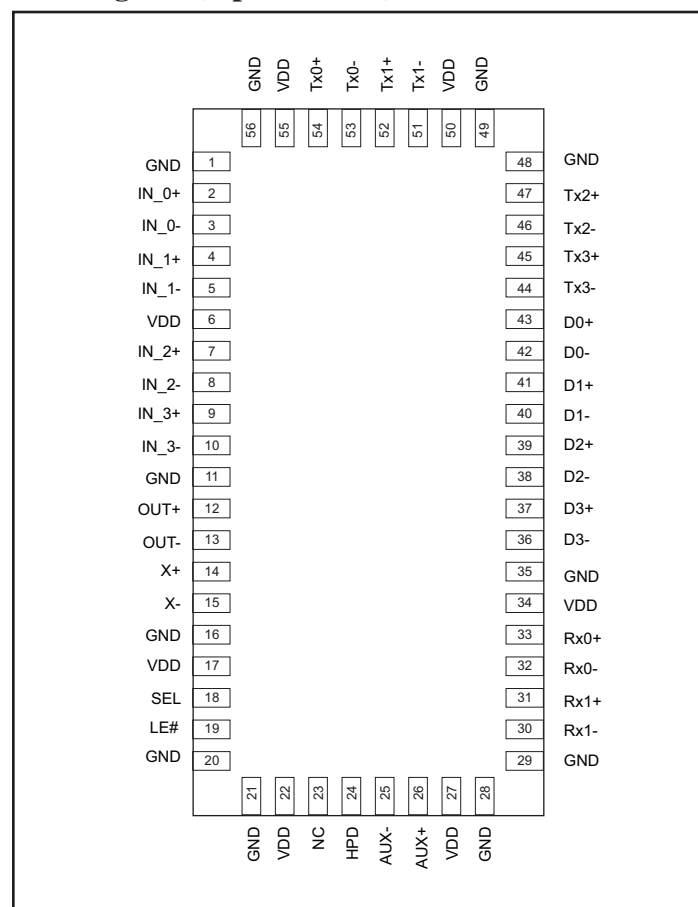 GND VDD Tx0+ Tx0- Tx1+ Tx1- VDD GND
56 55 54 53 52 51 50 49
GND 1 48 GND
IN_0+ 2 47 Tx2+
IN_0- 3 46 Tx2-
IN_1+ 4 45 Tx3+
IN_1- 5 44 Tx3-
VDD 6 43 D0+
IN_2+ 7 42 D0-
IN_2- 8 41 D1+
IN_3+ 9 40 D1-
IN_3- 10 39 D2+
GND 11 38 D2-
OUT+ 12 37 D3+
OUT- 13 36 D3-
X+ 14 35 GND
X- 15 34 VDD
GND 16 33 Rx0+
VDD 17 32 Rx0-
SEL 18 31 Rx1+
LE# 19 30 Rx1-
GND 20 29 GND
21 22 23 24 25 26 27 28
GND VDD NC HPD AUX- AUX+ VDD GND